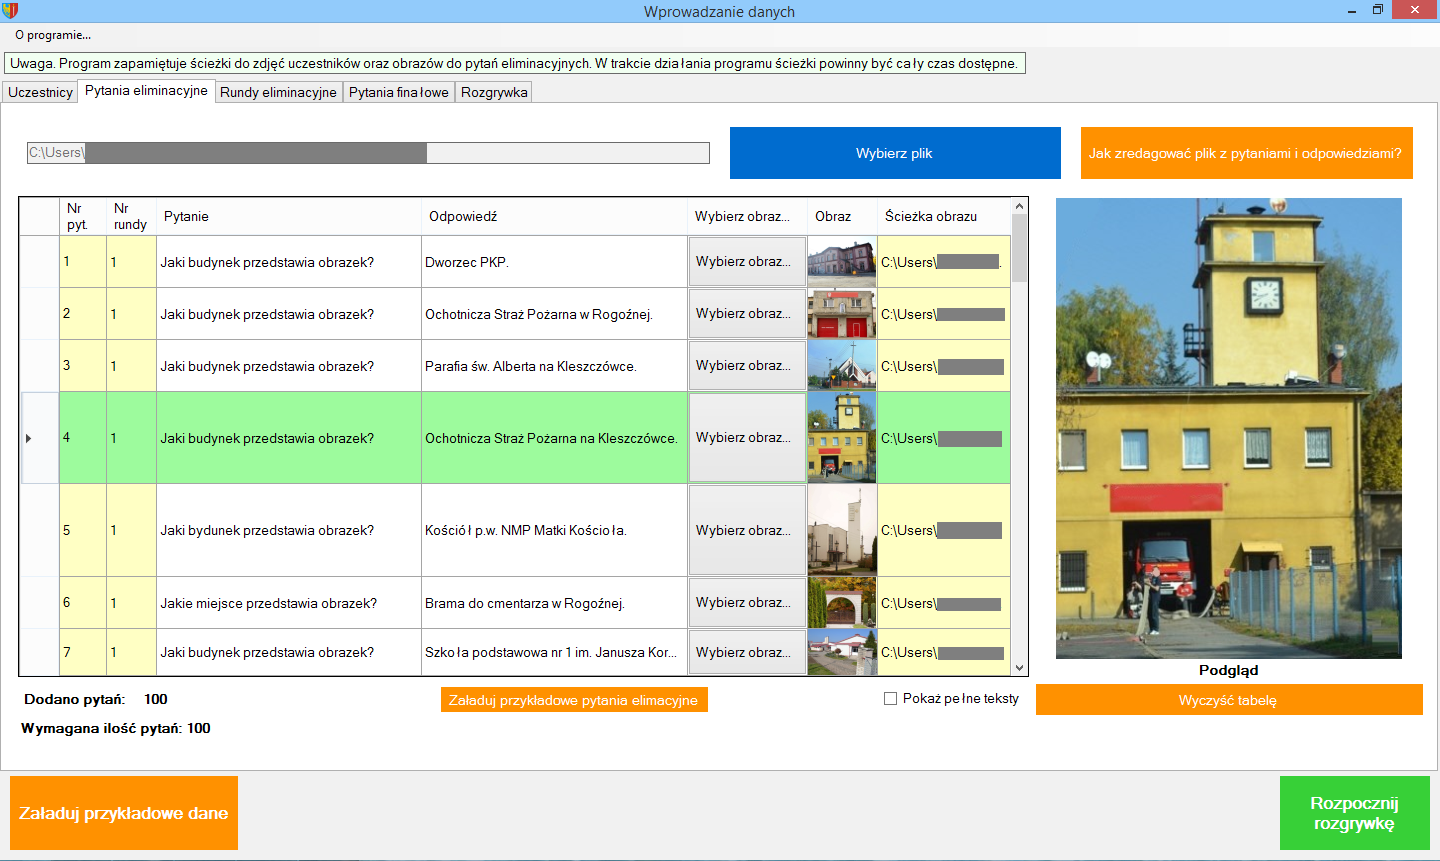 Wprowadzanie danych
O programie...
Uwaga. Program zapamiętuje ścieżki do zdjęć uczestników oraz obrazów do pytań eliminacyjnych. W trakcie działania programu ścieżki powinny być cały czas dostępne.
Uczestnicy Pytania eliminacyjne Rundy eliminacyjne Pytania finałowe Rozgrywka
C:\Users\ Wybierz plik Jak zredagować plik z pytaniami i odpowiedziami?
Nr pyt. Nr rundy Pytanie Odpowiedź Wybierz obraz... Obraz Ścieżka obrazu
1 1 Jaki budynek przedstawia obrazek? Dworzec PKP. Wybierz obraz... C:\Users\ .
2 1 Jaki budynek przedstawia obrazek? Ochotnicza Straż Pożarna w Rogoźnej. Wybierz obraz... C:\Users\
3 1 Jaki budynek przedstawia obrazek? Parafia św. Alberta na Kleszczówce. Wybierz obraz... C:\Users\
4 1 Jaki budynek przedstawia obrazek? Ochotnicza Straż Pożarna na Kleszczówce. Wybierz obraz... C:\Users\
5 1 Jaki bydunek przedstawia obrazek? Kościół p.w. NMP Matki Kościoła. Wybierz obraz... C:\Users\
6 1 Jakie miejsce przedstawia obrazek? Brama do cmentarza w Rogoźnej. Wybierz obraz... C:\Users\
7 1 Jaki budynek przedstawia obrazek? Szkoła podstawowa nr 1 im. Janusza Kor... Wybierz obraz... C:\Users\
Podgląd
Dodano pytań: 100 Załaduj przykładowe pytania elimacyjne Pokaż pełne teksty Wyczyść tabelę
Wymagana ilość pytań: 100
Załaduj przykładowe dane
Rozpocznij
rozgrywkę